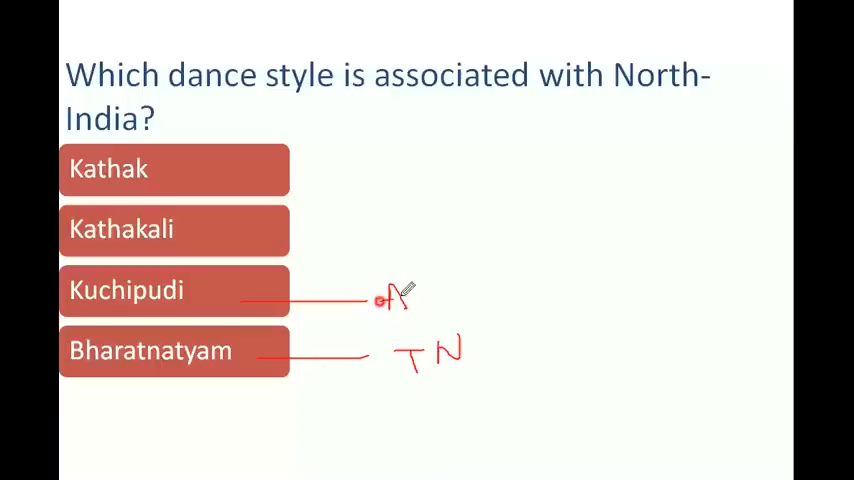 Which dance style is associated with North-
India?
Kathak
Kathakali
Kuchipudi
A
Bharatnatyam
TN